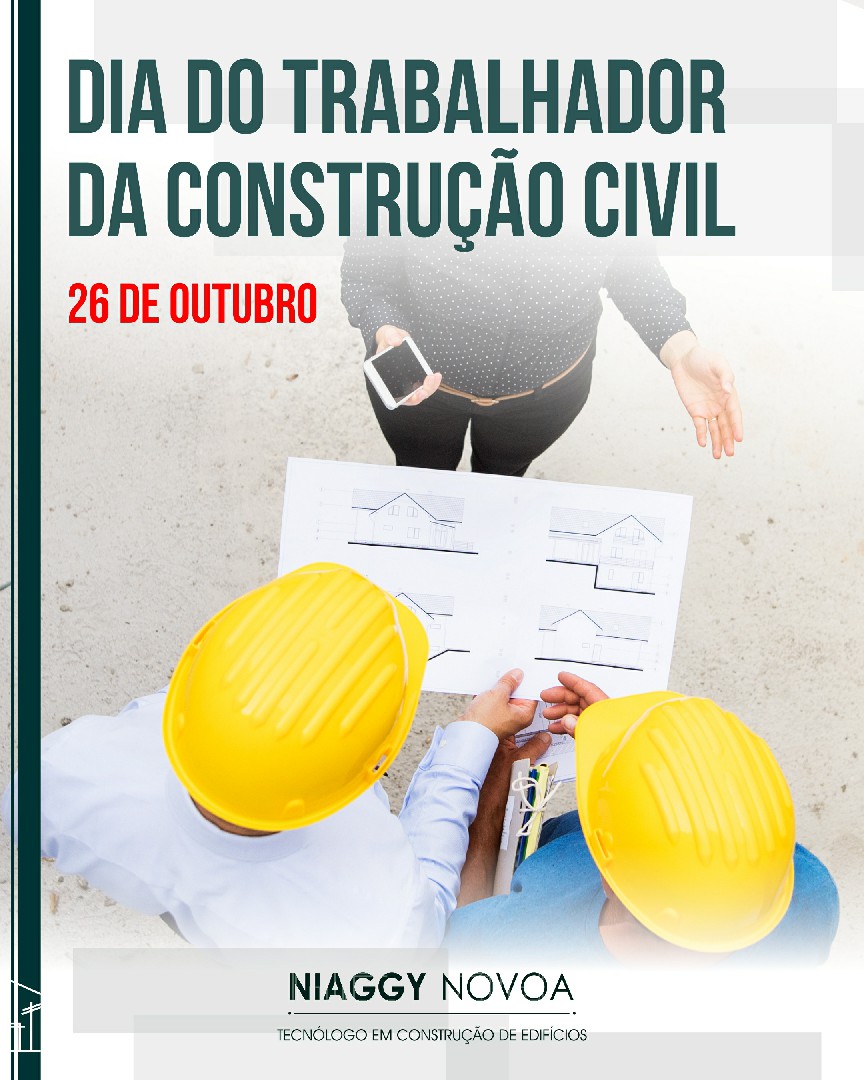 DIA DO TRABALHADOR
DA CONSTRUÇÃO CIVIL
26 DE OUTUBRO
NIAGGY NOVOA
TECNÓLOGO EM CONSTRUÇÃO DE EDIFÍCIOS